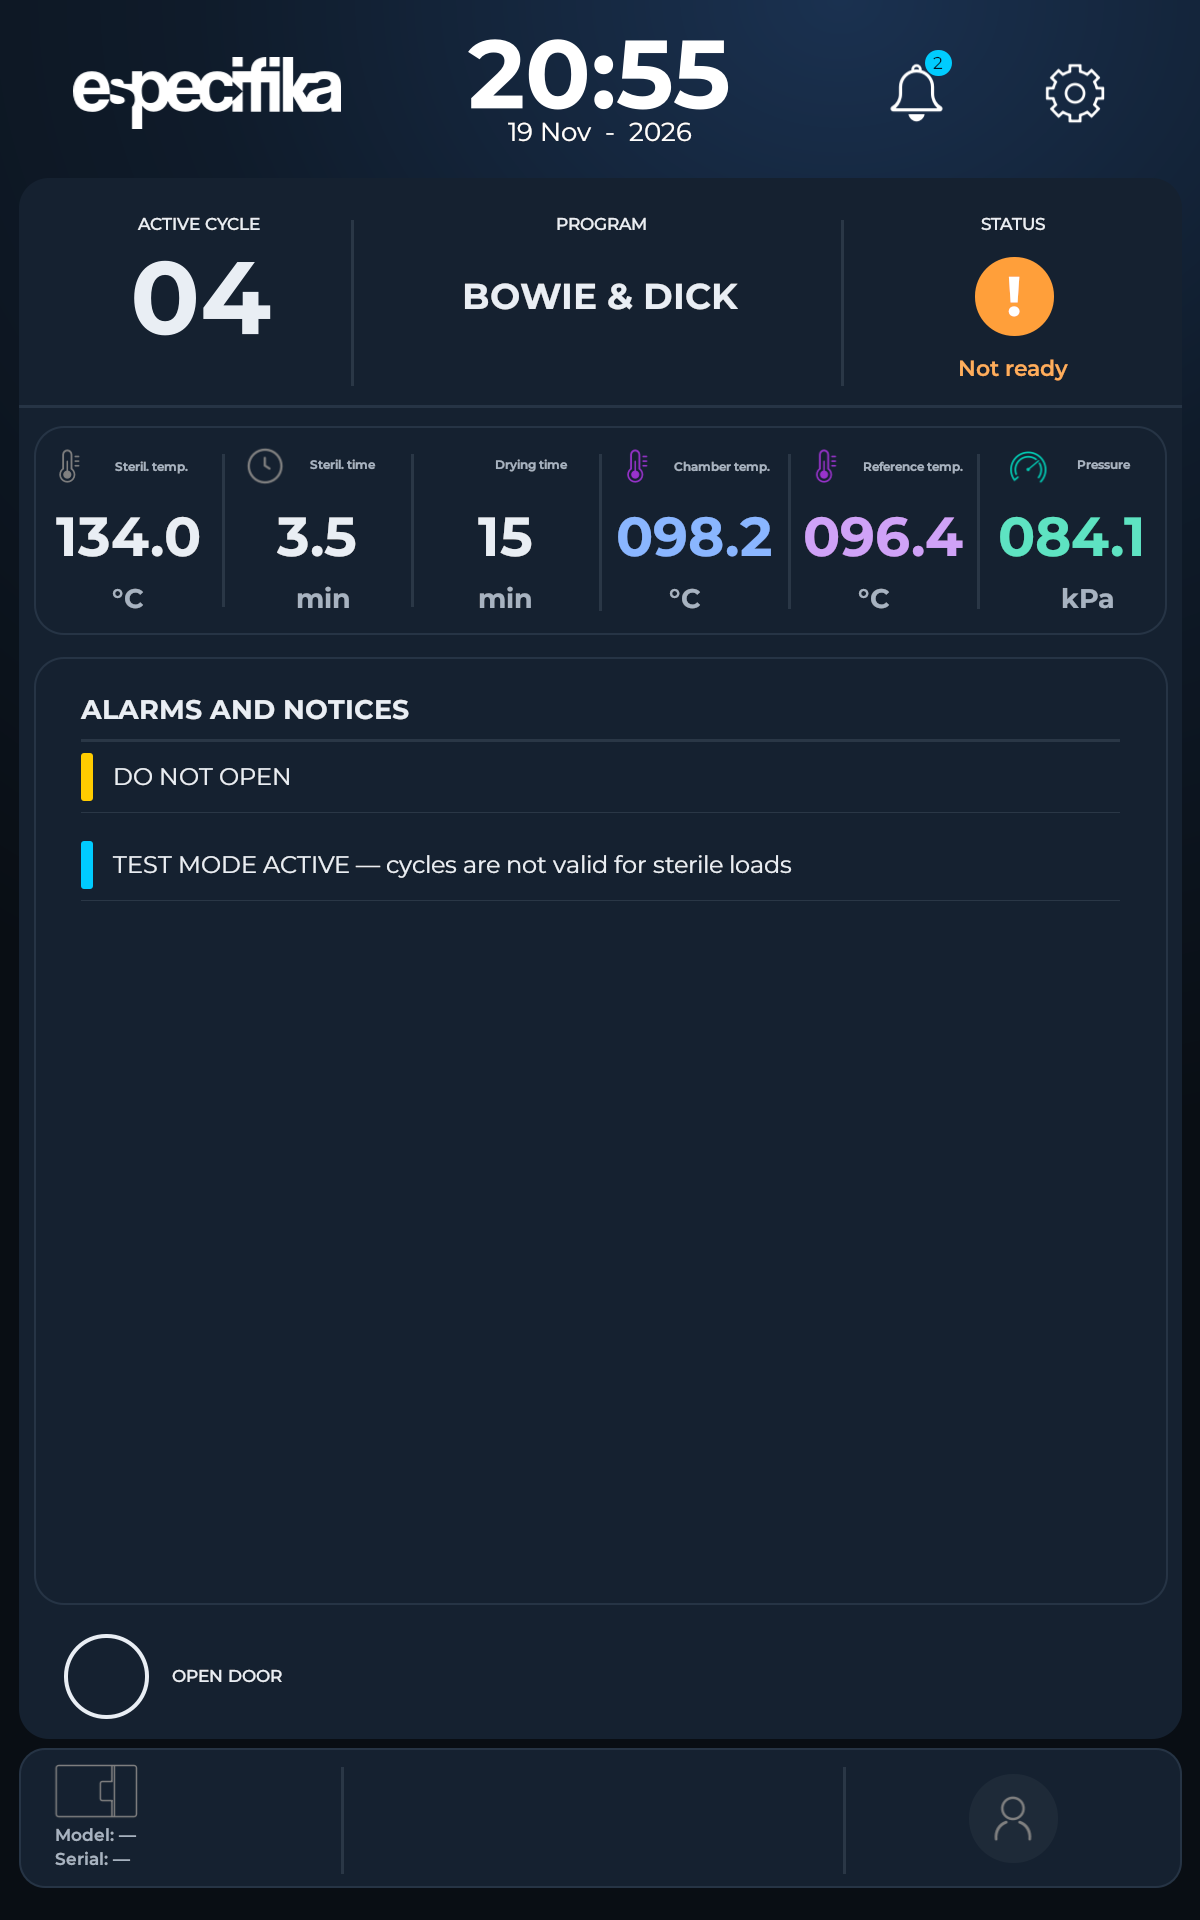 especifika
20:55
19 Nov - 2026
2
ACTIVE CYCLE
04
PROGRAM
BOWIE & DICK
STATUS
!
Not ready
Steril. temp.
134.0
°C
Steril. time
3.5
min
Drying time
15
min
Chamber temp.
098.2
°C
Reference temp.
096.4
°C
Pressure
084.1
kPa
ALARMS AND NOTICES
DO NOT OPEN
TEST MODE ACTIVE — cycles are not valid for sterile loads
OPEN DOOR
Model: —
Serial: —